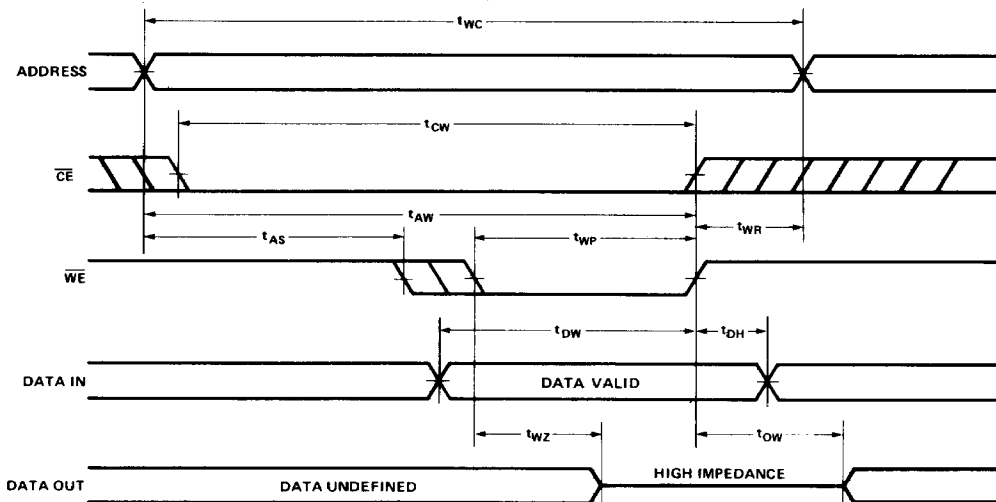 tWC
ADDRESS
tCW
CE
tAW
tAS
tWP
tWR
WE
tDW
tDH
DATA IN
DATA VALID
tWZ
tOW
DATA OUT
DATA UNDEFINED
HIGH IMPEDANCE